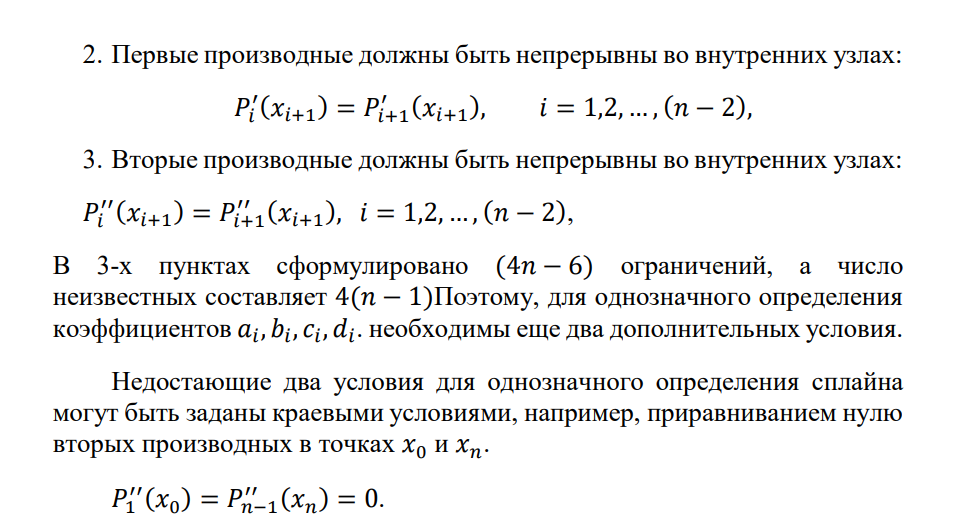 2. Первые производные должны быть непрерывны во внутренних узлах:
P_i′(x_{i+1}) = P_{i+1}′(x_{i+1}), i = 1,2, … , (n − 2),
3. Вторые производные должны быть непрерывны во внутренних узлах:
P_i′′(x_{i+1}) = P_{i+1}′′(x_{i+1}), i = 1,2, … , (n − 2),
В 3-х пунктах сформулировано (4n − 6) ограничений, а число
неизвестных составляет 4(n − 1)Поэтому, для однозначного определения
коэффициентов a_i, b_i, c_i, d_i. необходимы еще два дополнительных условия.
Недостающие два условия для однозначного определения сплайна
могут быть заданы краевыми условиями, например, приравниванием нулю
вторых производных в точках x_0 и x_n.
P_1′′(x_0) = P_{n−1}′′(x_n) = 0.